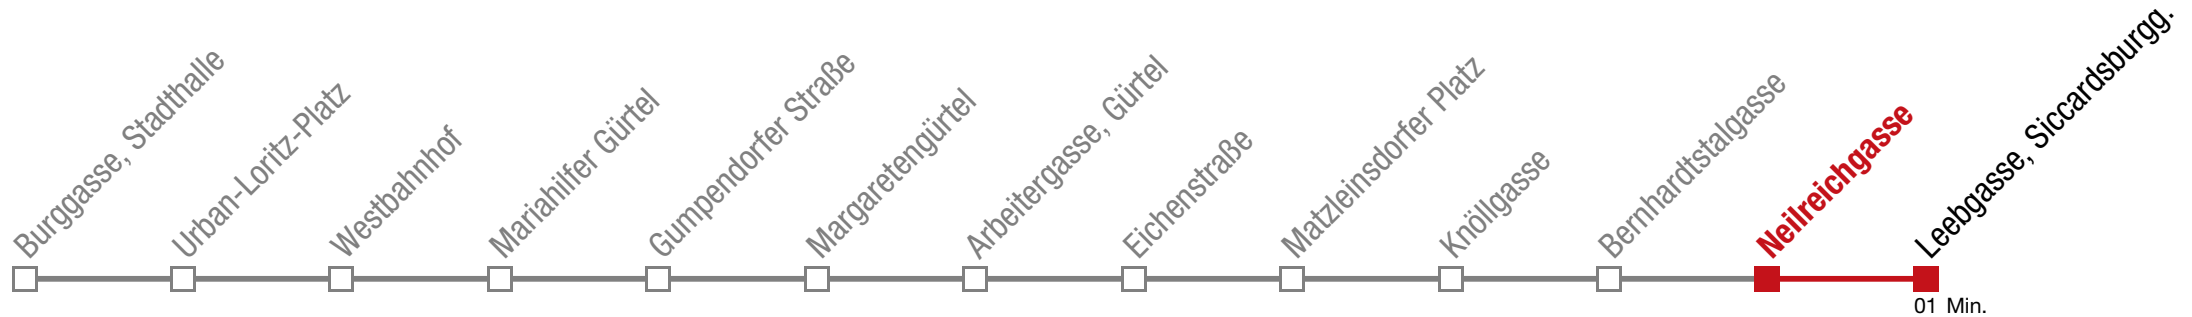 Burggasse, Stadthalle
Urban-Loritz-Platz
Westbahnhof
Mariahilfer Gürtel
Gumpendorfer Straße
Margaretengürtel
Arbeitergasse, Gürtel
Eichenstraße
Matzleinsdorfer Platz
Knöllgasse
Bernhardtstalgasse
Neilreichgasse
Leebgasse, Siccardsburgg.
01 Min.